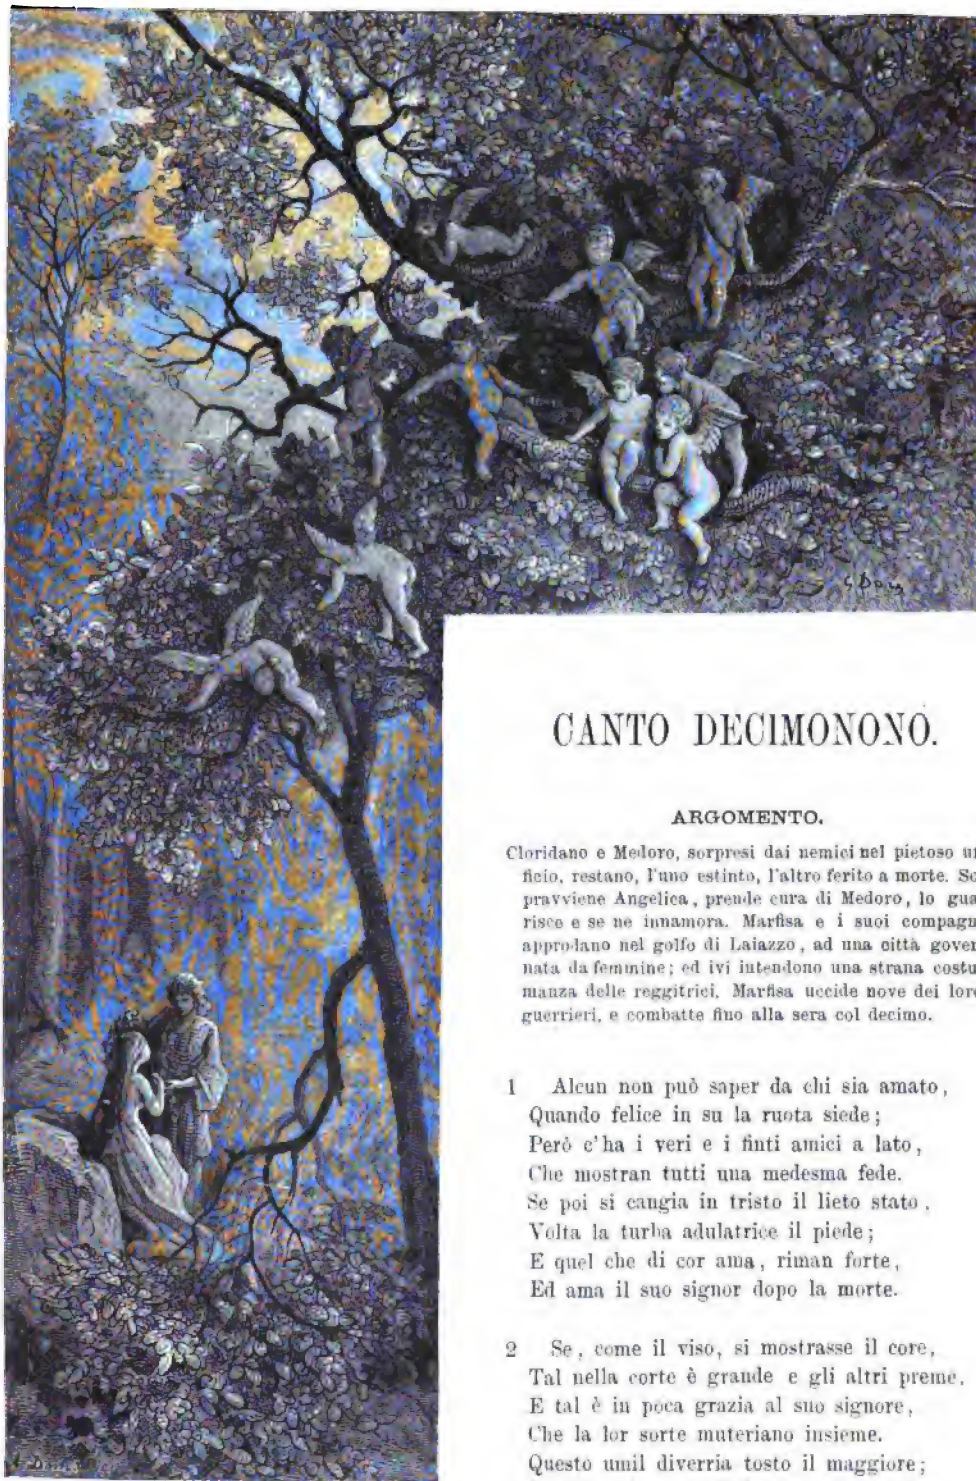 G Doré
CANTO DECIMONONO.
ARGOMENTO.
Cloridano e Medoro, sorpresi dai nemici nel pietoso uf
ficio, restano, l'uno estinto, l'altro ferito a morte. So
pravviene Angelica, prende cura di Medoro, lo gua
risce e se ne innamora. Marfisa e i suoi compagn
approdano nel golfo di Laiazzo, ad una città gover
nata da femmine; ed ivi intendono una strana costu
manza delle reggitrici. Marfisa uccide nove dei loro
guerrieri, e combatte fino alla sera col decimo.
1 Alcun non può saper da chi sia amato,
Quando felice in su la ruota siede;
Però c'ha i veri e i finti amici a lato,
Che mostran tutti una medesma fede.
Se poi si cangia in tristo il lieto stato,
Volta la turba adulatrice il piede;
E quel che di cor ama, riman forte,
Ed ama il suo signor dopo la morte.
2 Se, come il viso, si mostrasse il core,
Tal nella corte è grande e gli altri preme,
E tal è in poca grazia al suo signore,
Che la lor sorte muteriano insieme.
Questo umil diverria tosto il maggiore;